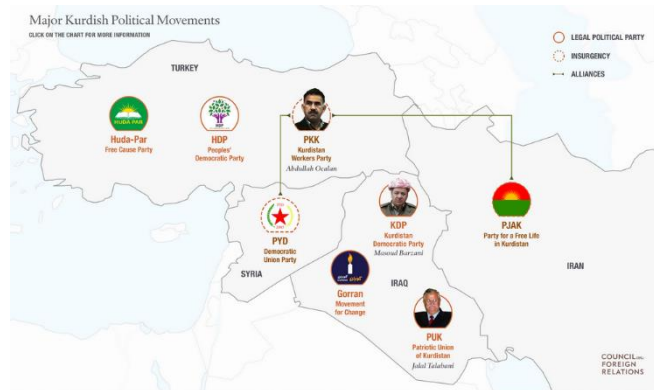 Major Kurdish Political Movements
CLICK ON THE CHART FOR MORE INFORMATION
LEGAL POLITICAL PARTY
INSURGENCY
ALLIANCES
TURKEY
HUDA PAR
Huda-Par
Free Cause Party
HDP
HDP
Peoples'
Democratic Party
PKK
Kurdistan
Workers Party
Abdullah Ocalan
PYD
Democratic
Union Party
SYRIA
KDP
Kurdistan
Democratic Party
Masoud Barzani
PJAK
Party for a Free Life
in Kurdistan
IRAN
Gorran
Movement
for Change
IRAQ
PUK
Patriotic Union
of Kurdistan
Jalal Talabani
COUNCIL on
FOREIGN
RELATIONS